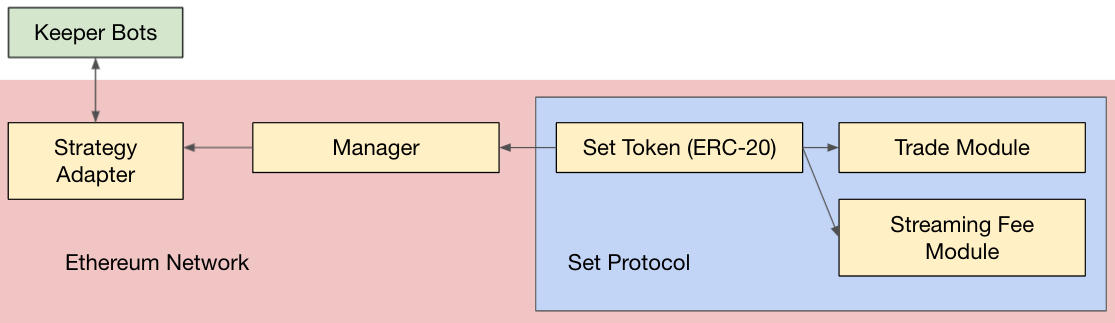 Keeper Bots
Strategy
Adapter
Manager
Set Token (ERC-20)
Trade Module
Streaming Fee
Module
Ethereum Network
Set Protocol